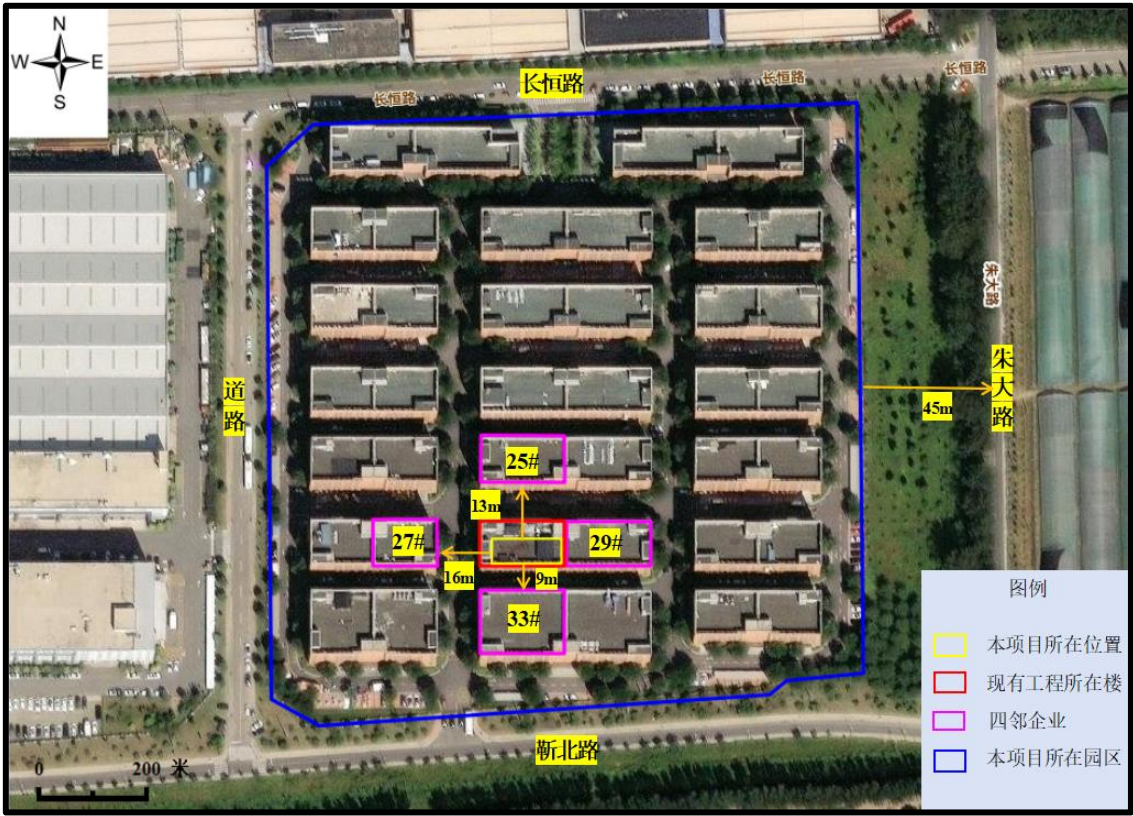 N
W E
S
长恒路
长恒路
长恒路
长恒路
朱大路
朱大路
道路
45m
25#
13m
27#
29#
16m
9m
33#
图例
本项目所在位置
现有工程所在楼
四邻企业
本项目所在园区
靳北路
0 200 米